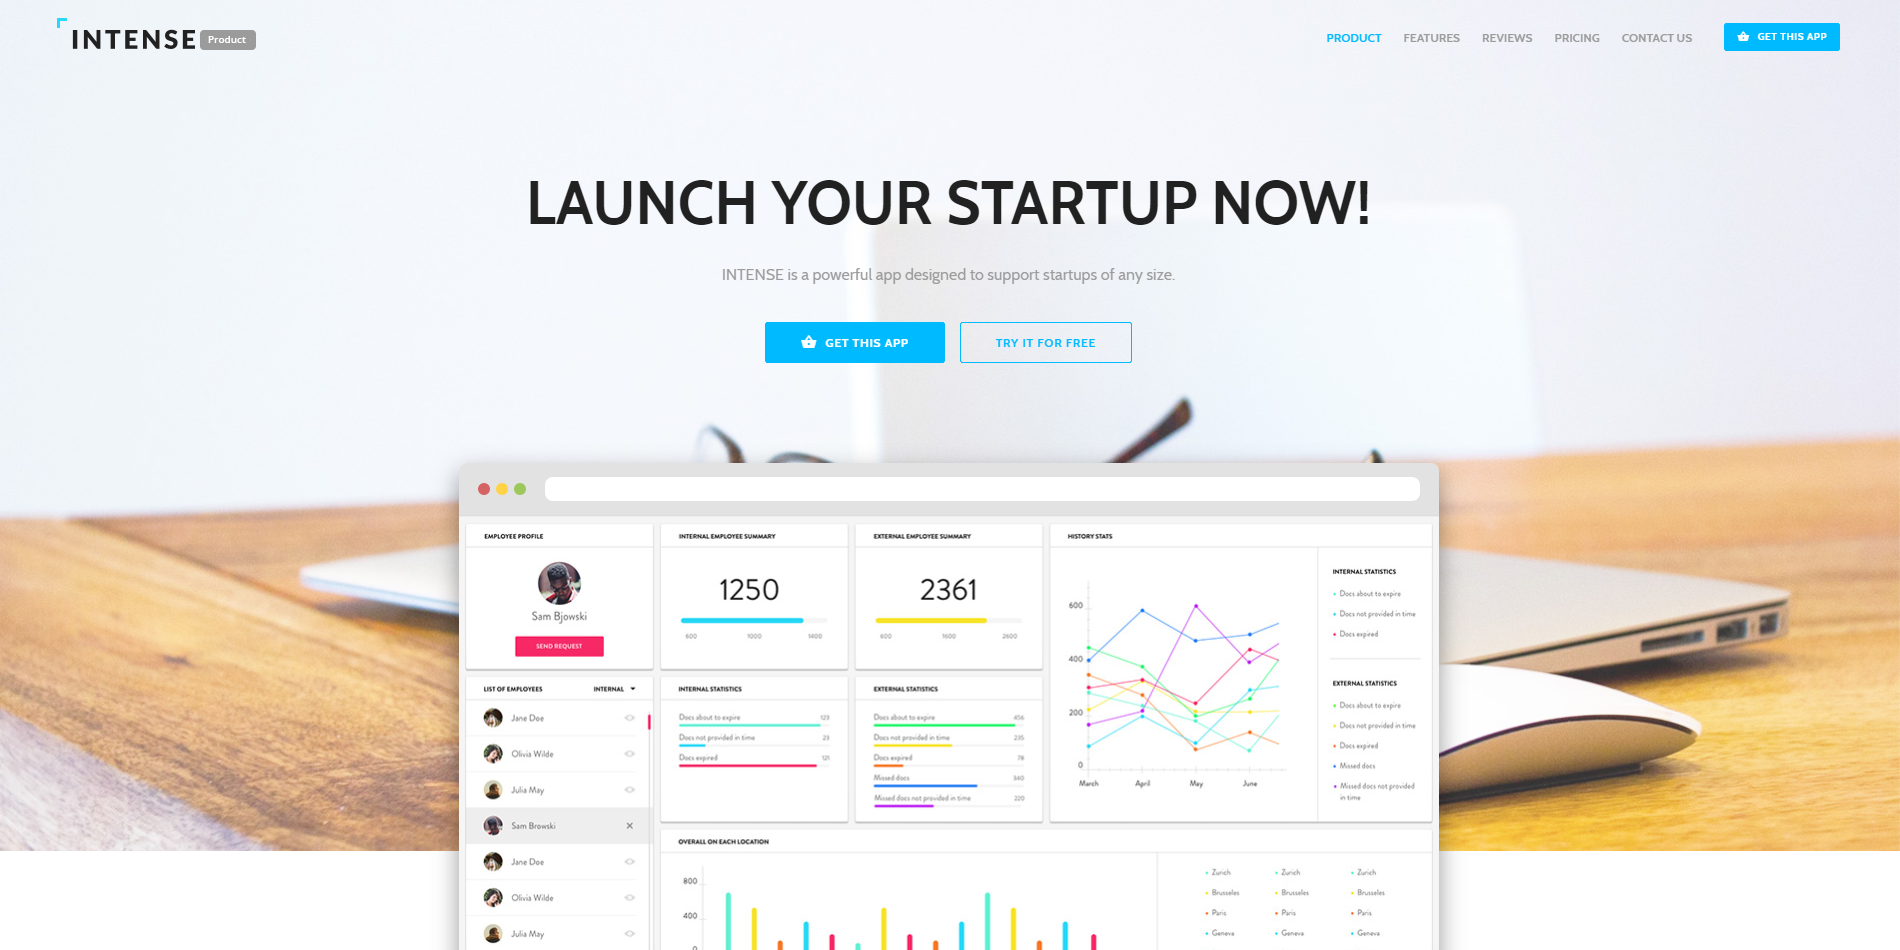 INTENSE Product
PRODUCT FEATURES REVIEWS PRICING CONTACT US GET THIS APP
LAUNCH YOUR STARTUP NOW!
INTENSE is a powerful app designed to support startups of any size.
GET THIS APP TRY IT FOR FREE
EMPLOYEE PROFILE
Sam Bjowski
SEND REQUEST
INTERNAL EMPLOYEE SUMMARY
1250
600 1000 1400
EXTERNAL EMPLOYEE SUMMARY
2361
600 1600 2600
HISTORY STATS
600
400
200
0
March April May June
INTERNAL STATISTICS
Docs about to expire
Docs not provided in time
Docs expired
EXTERNAL STATISTICS
Docs about to expire
Docs not provided in time
Docs expired
Missed docs
Missed docs not provided
in time
LIST OF EMPLOYEES INTERNAL
Jane Doe
Olivia Wilde
Julia May
Sam Browski
Jane Doe
Olivia Wilde
Julia May
INTERNAL STATISTICS
Docs about to expire 123
Docs not provided in time 23
Docs expired 121
EXTERNAL STATISTICS
Docs about to expire 456
Docs not provided in time 235
Docs expired 78
Missed docs 340
Missed docs not provided in time 220
OVERALL ON EACH LOCATION
800
400
0
Zurich Zurich Zurich
Brusseles Brusseles Brusseles
Paris Paris Paris
Geneva Geneva Geneva